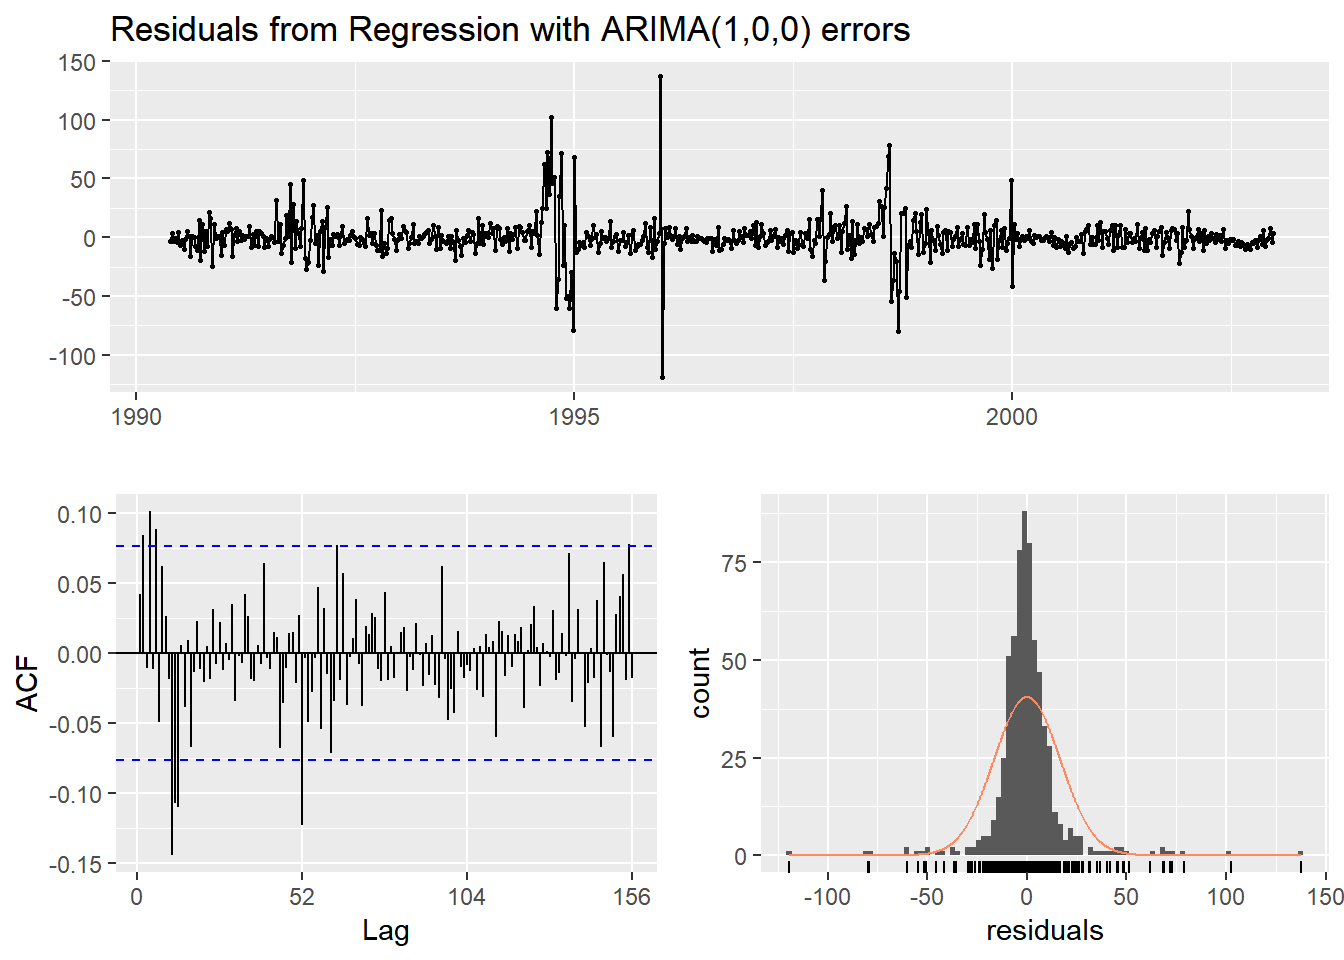 Residuals from Regression with ARIMA(1,0,0) errors
150
100
50
0
-50
-100
1990 1995 2000
ACF
0.10
0.05
0.00
-0.05
-0.10
-0.15
0 52 104 156
Lag
count
75
50
25
0
-100 -50 0 50 100 150
residuals